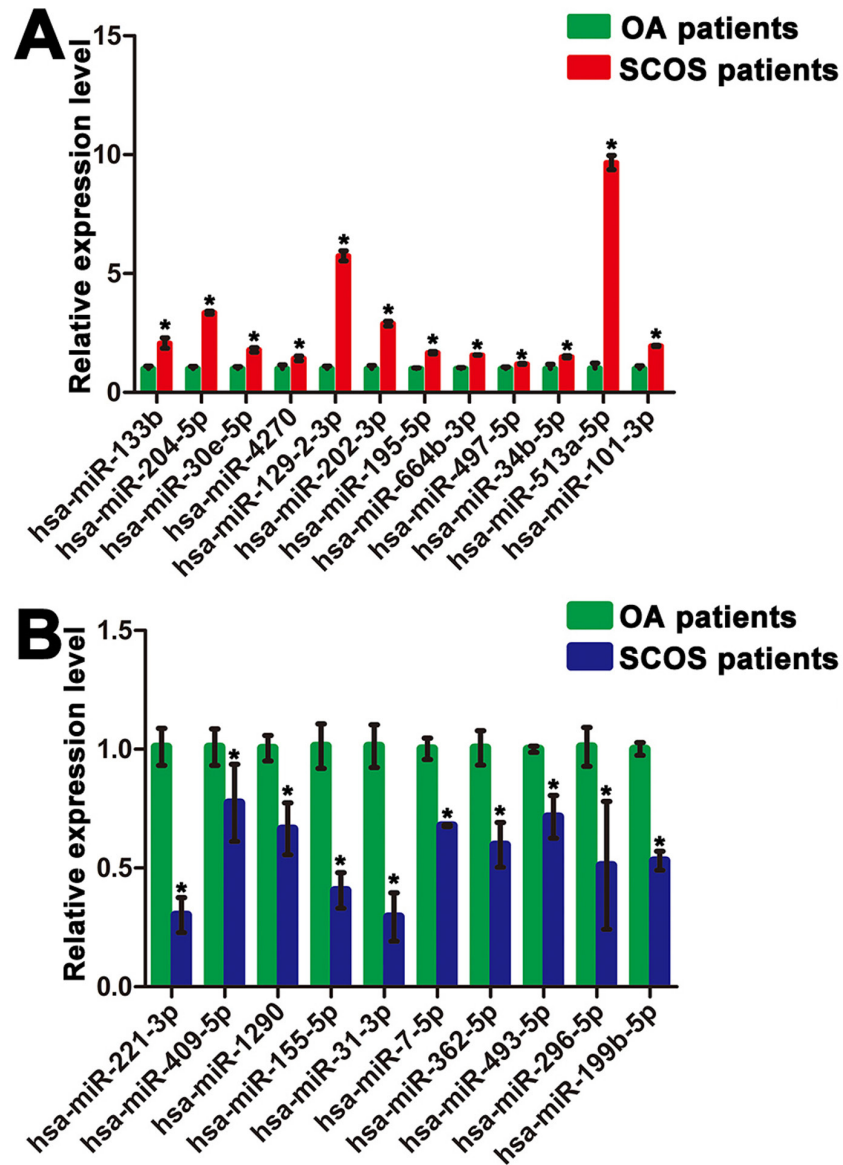 A
OA patients
SCOS patients
Relative expression level
15
10
5
0
* * * * * * * * * * * *
hsa-miR-133b
hsa-miR-204-5p
hsa-miR-30e-5p
hsa-miR-4270
hsa-miR-129-2-3p
hsa-miR-202-3p
hsa-miR-195-5p
hsa-miR-664b-3p
hsa-miR-497-5p
hsa-miR-34b-5p
hsa-miR-513a-5p
hsa-miR-101-3p
B
OA patients
SCOS patients
Relative expression level
1.5
1.0
0.5
0.0
* * * * * * * * * *
hsa-miR-221-3p
hsa-miR-409-5p
hsa-miR-1290
hsa-miR-155-5p
hsa-miR-31-3p
hsa-miR-7-5p
hsa-miR-362-5p
hsa-miR-493-5p
hsa-miR-296-5p
hsa-miR-199b-5p